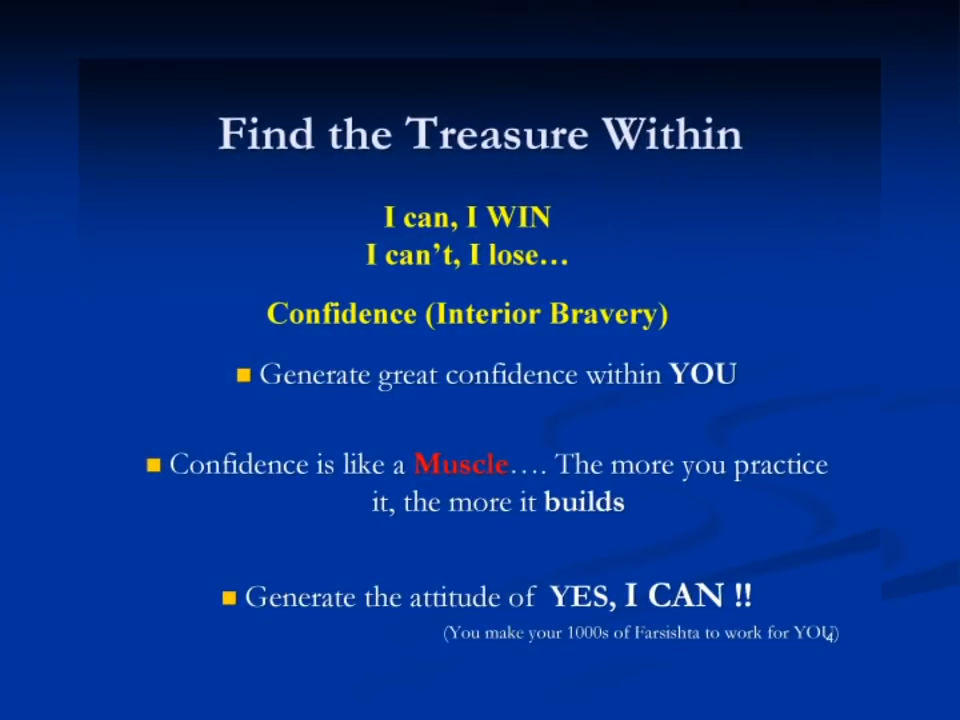 Find the Treasure Within
I can, I WIN
I can't, I lose…
Confidence (Interior Bravery)
■ Generate great confidence within YOU
■ Confidence is like a Muscle…. The more you practice
it, the more it builds
■ Generate the attitude of YES, I CAN !!
(You make your 1000s of Farsishta to work for YOU)
4